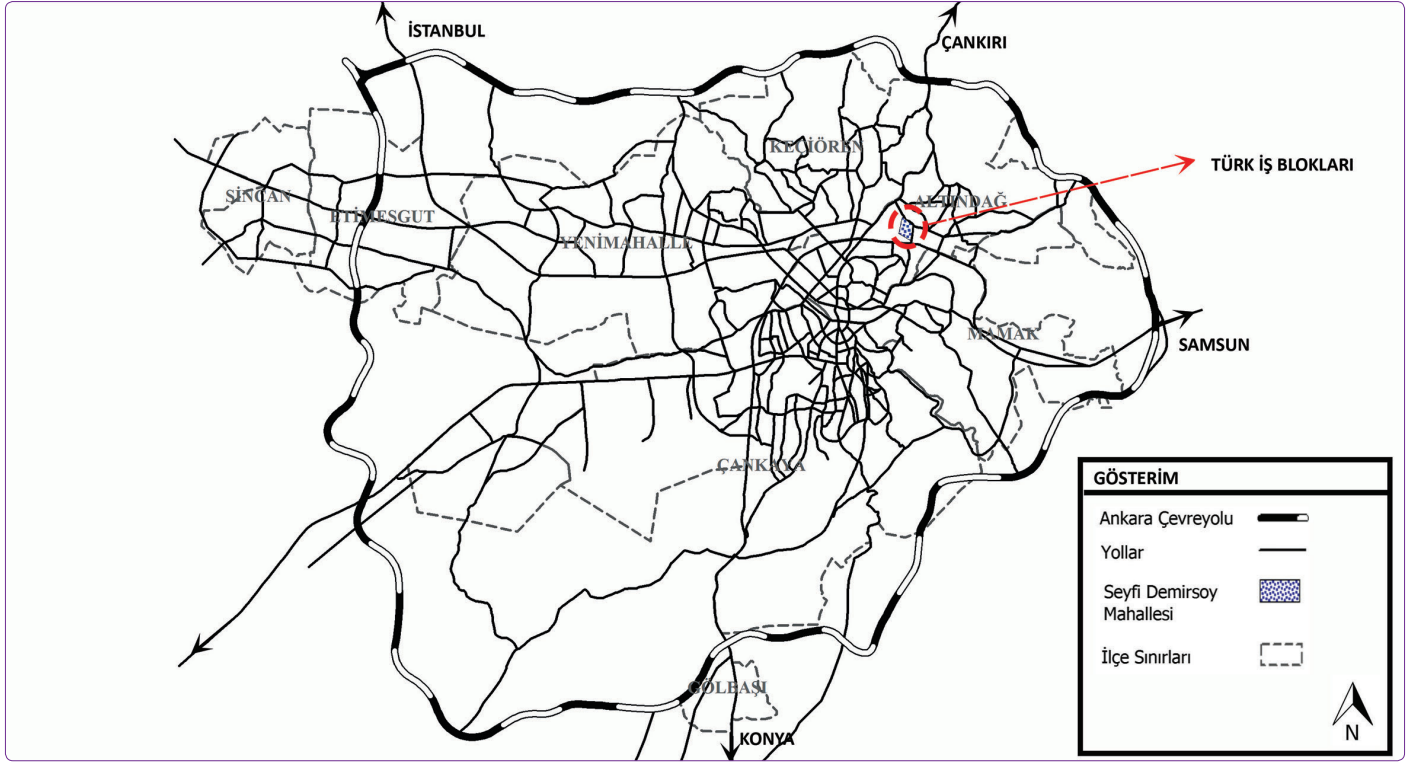 İSTANBUL
ÇANKIRI
KEÇİÖREN
TÜRK İŞ BLOKLARI
SİNCAN
ALTINDAĞ
ETİMESGUT
YENİMAHALLE
MAMAK
SAMSUN
ÇANKAYA
GÖLBAŞI
KONYA
GÖSTERİM
Ankara Çevreyolu
Yollar
Seyfi Demirsoy
Mahallesi
İlçe Sınırları
N